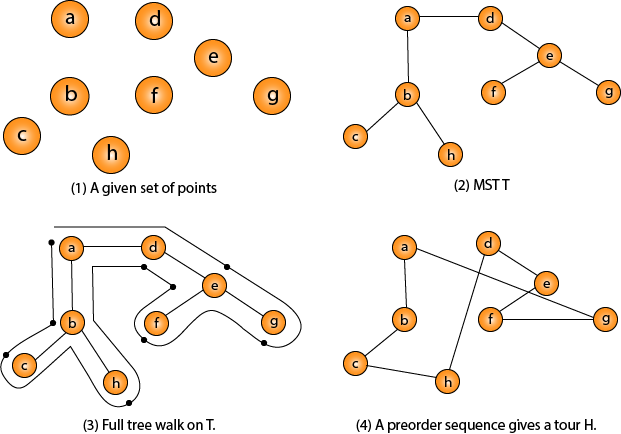 a
d
e
b
f
g
c
h
(1) A given set of points
a
d
e
b
f
g
c
h
(2) MST T
a
d
e
b
f
g
c
h
(3) Full tree walk on T.
a
d
e
b
f
g
c
h
(4) A preorder sequence gives a tour H.